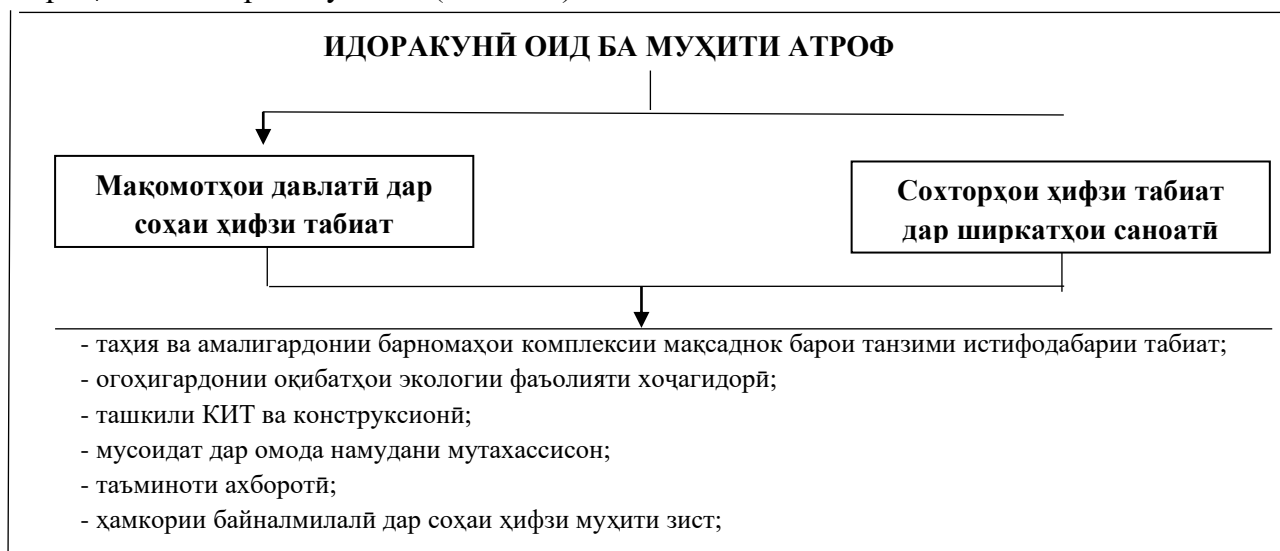 ИДОРАКУНӢ ОИД БА МУҲИТИ АТРОФ
Мақомотҳои давлатӣ дар
соҳаи ҳифзи табиат
Сохторҳои ҳифзи табиат
дар ширкатҳои саноатӣ
- таҳия ва амалигардонии барномаҳои комплексии мақсаднок барои танзими истифодабарии табиат;
- огоҳигардонии оқибатҳои экологии фаъолияти хоҷагидорӣ;
- ташкили КИТ ва конструксионӣ;
- мусоидат дар омода намудани мутахассисон;
- таъминоти ахборотӣ;
- ҳамкории байналмилалӣ дар соҳаи ҳифзи муҳити зист;